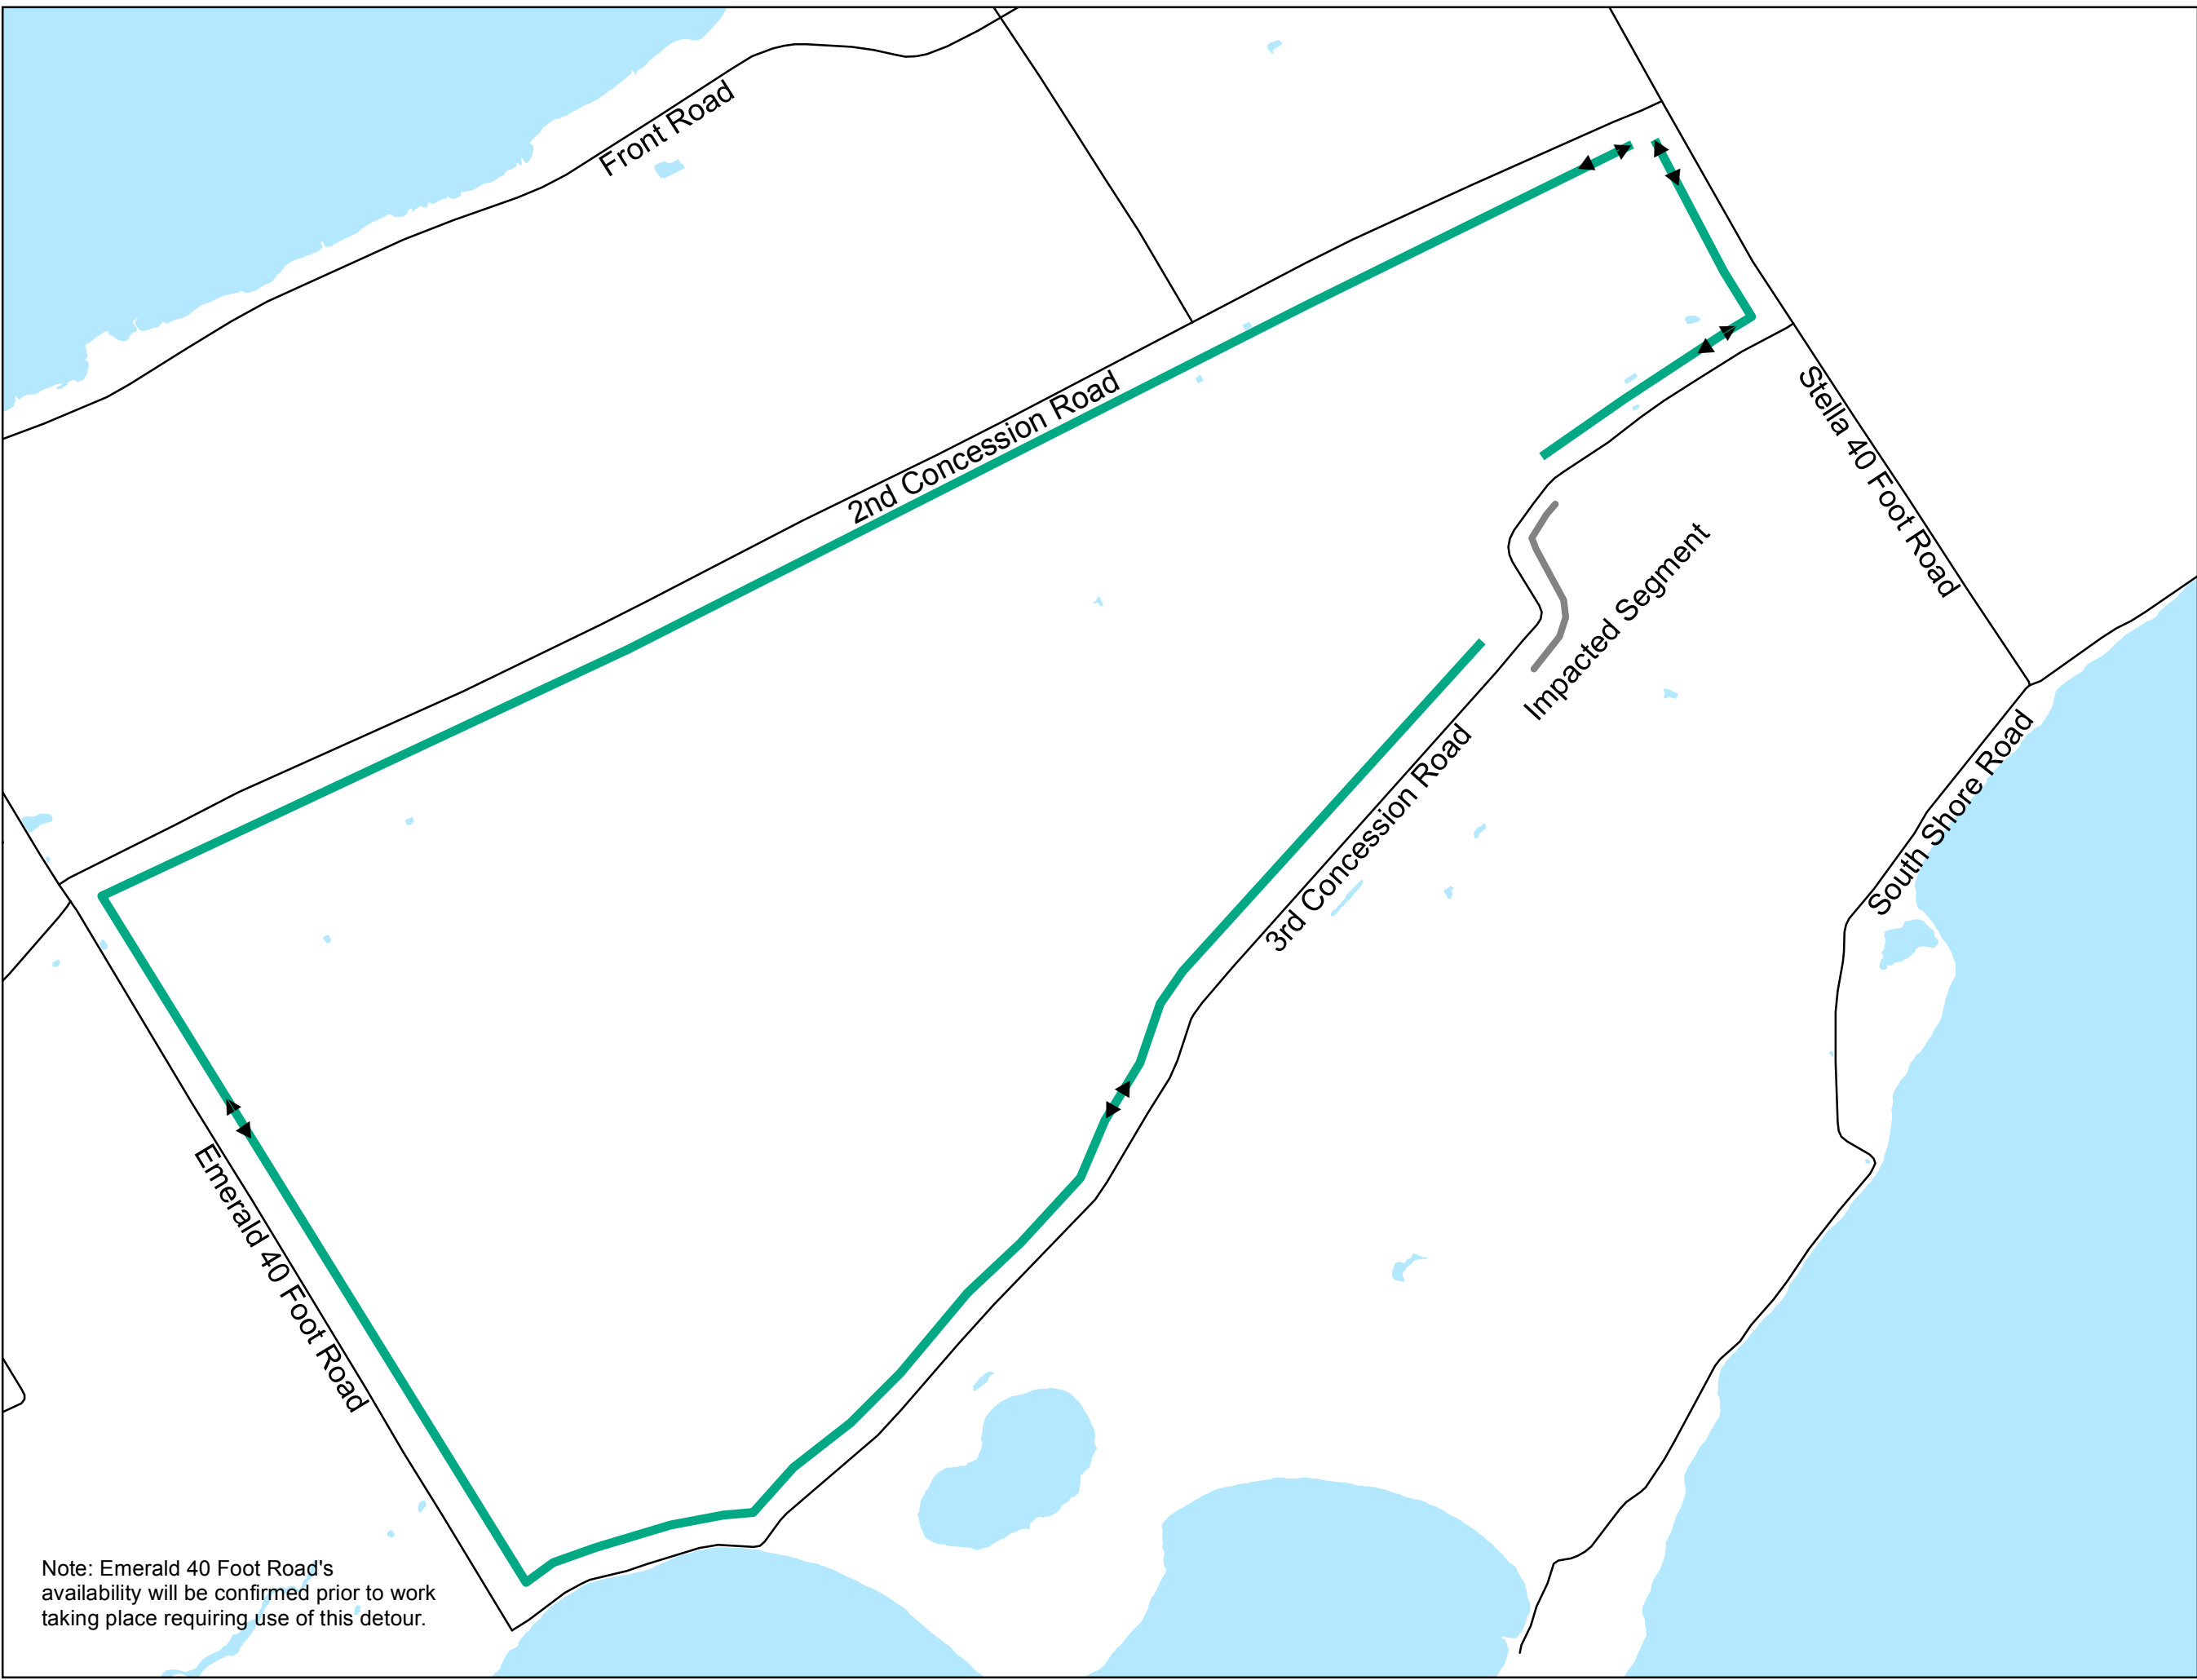 Front Road
2nd Concession Road
Stella 40 Foot Road
Impacted Segment
3rd Concession Road
South Shore Road
Emerald 40 Foot Road
Note: Emerald 40 Foot Road's
availability will be confirmed prior to work
taking place requiring use of this detour.